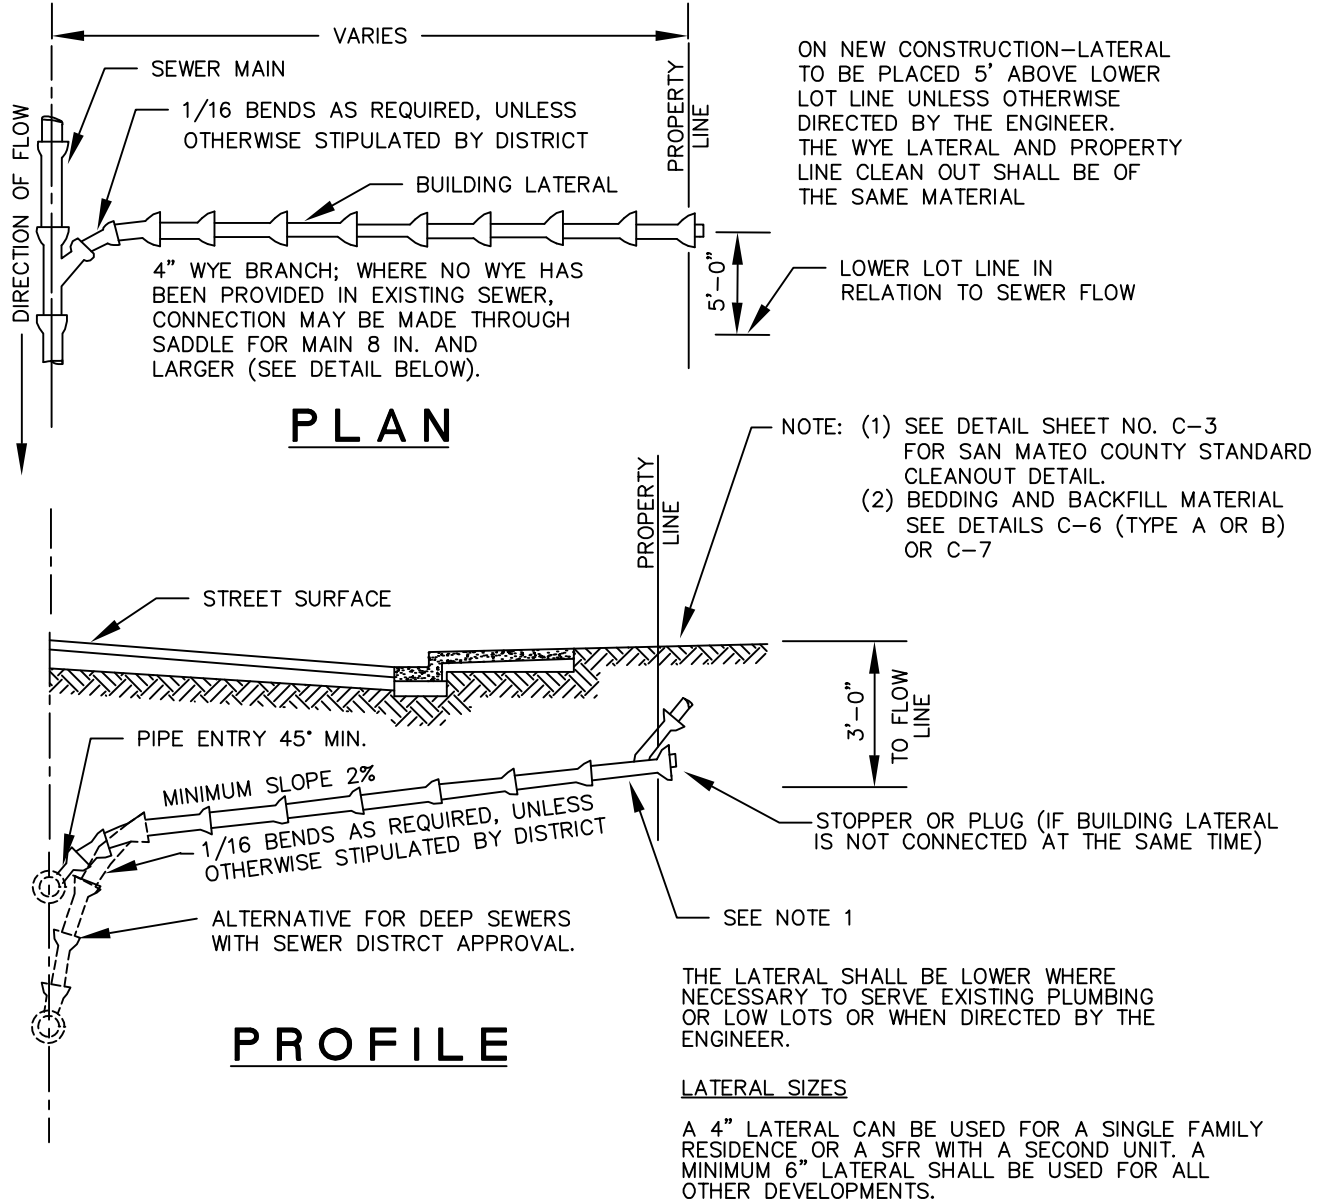 VARIES
SEWER MAIN
1/16 BENDS AS REQUIRED, UNLESS
OTHERWISE STIPULATED BY DISTRICT
DIRECTION OF FLOW
BUILDING LATERAL
PROPERTY
LINE
ON NEW CONSTRUCTION-LATERAL
TO BE PLACED 5' ABOVE LOWER
LOT LINE UNLESS OTHERWISE
DIRECTED BY THE ENGINEER.
THE WYE LATERAL AND PROPERTY
LINE CLEAN OUT SHALL BE OF
THE SAME MATERIAL
4" WYE BRANCH; WHERE NO WYE HAS
BEEN PROVIDED IN EXISTING SEWER,
CONNECTION MAY BE MADE THROUGH
SADDLE FOR MAIN 8 IN. AND
LARGER (SEE DETAIL BELOW).
5'-0"
LOWER LOT LINE IN
RELATION TO SEWER FLOW
PLAN
NOTE: (1) SEE DETAIL SHEET NO. C-3
FOR SAN MATEO COUNTY STANDARD
CLEANOUT DETAIL.
(2) BEDDING AND BACKFILL MATERIAL
SEE DETAILS C-6 (TYPE A OR B)
OR C-7
PROPERTY
LINE
STREET SURFACE
3'-0"
TO FLOW
LINE
PIPE ENTRY 45° MIN.
MINIMUM SLOPE 2%
1/16 BENDS AS REQUIRED, UNLESS
OTHERWISE STIPULATED BY DISTRICT
STOPPER OR PLUG (IF BUILDING LATERAL
IS NOT CONNECTED AT THE SAME TIME)
ALTERNATIVE FOR DEEP SEWERS
WITH SEWER DISTRCT APPROVAL.
SEE NOTE 1
PROFILE
THE LATERAL SHALL BE LOWER WHERE
NECESSARY TO SERVE EXISTING PLUMBING
OR LOW LOTS OR WHEN DIRECTED BY THE
ENGINEER.
LATERAL SIZES
A 4" LATERAL CAN BE USED FOR A SINGLE FAMILY
RESIDENCE OR A SFR WITH A SECOND UNIT. A
MINIMUM 6" LATERAL SHALL BE USED FOR ALL
OTHER DEVELOPMENTS.